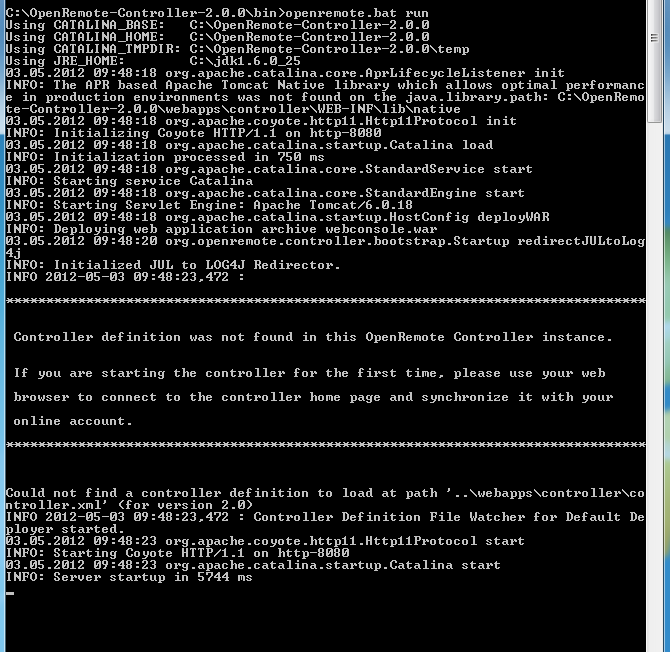 C:\OpenRemote-Controller-2.0.0\bin>openremote.bat run
Using CATALINA_BASE:   C:\OpenRemote-Controller-2.0.0
Using CATALINA_HOME:   C:\OpenRemote-Controller-2.0.0
Using CATALINA_TMPDIR: C:\OpenRemote-Controller-2.0.0\temp
Using JRE_HOME:        C:\jdk1.6.0_25
03.05.2012 09:48:18 org.apache.catalina.core.AprLifecycleListener init
INFO: The APR based Apache Tomcat Native library which allows optimal performanc
e in production environments was not found on the java.library.path: C:\OpenRemo
te-Controller-2.0.0\webapps\controller\WEB-INF\lib\native
03.05.2012 09:48:18 org.apache.coyote.http11.Http11Protocol init
INFO: Initializing Coyote HTTP/1.1 on http-8080
03.05.2012 09:48:18 org.apache.catalina.startup.Catalina load
INFO: Initialization processed in 750 ms
03.05.2012 09:48:18 org.apache.catalina.core.StandardService start
INFO: Starting service Catalina
03.05.2012 09:48:18 org.apache.catalina.core.StandardEngine start
INFO: Starting Servlet Engine: Apache Tomcat/6.0.18
03.05.2012 09:48:18 org.apache.catalina.startup.HostConfig deployWAR
INFO: Deploying web application archive webconsole.war
03.05.2012 09:48:20 org.openremote.controller.bootstrap.Startup redirectJULtoLog
4j
INFO: Initialized JUL to LOG4J Redirector.
INFO 2012-05-03 09:48:23,472 :
********************************************************************************
Controller definition was not found in this OpenRemote Controller instance.
If you are starting the controller for the first time, please use your web
browser to connect to the controller home page and synchronize it with your
online account.
********************************************************************************
Could not find a controller definition to load at path '..\webapps\controller\co
ntroller.xml' (for version 2.0)
INFO 2012-05-03 09:48:23,472 : Controller Definition File Watcher for Default De
ployer started.
03.05.2012 09:48:23 org.apache.coyote.http11.Http11Protocol start
INFO: Starting Coyote HTTP/1.1 on http-8080
03.05.2012 09:48:23 org.apache.catalina.startup.Catalina start
INFO: Server startup in 5744 ms